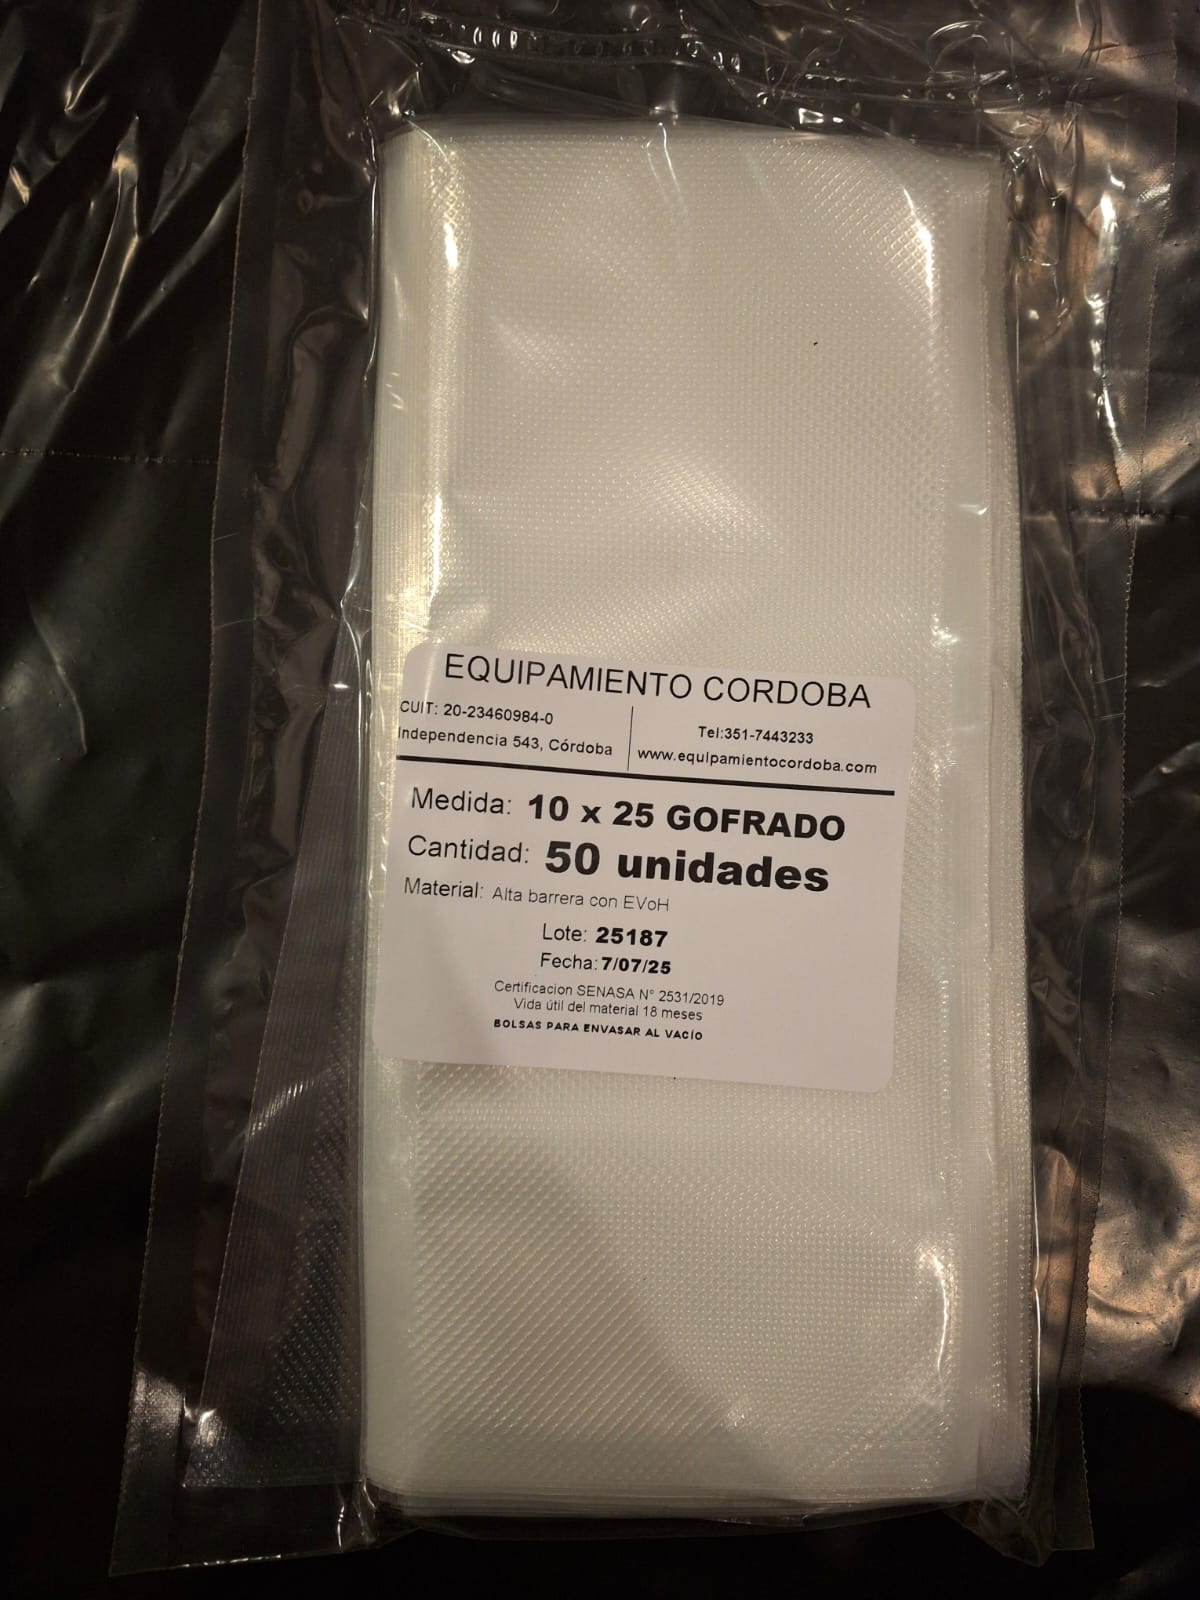 EQUIPAMIENTO CORDOBA
CUIT: 20-23460984-0
Independencia 543, Córdoba
Tel:351-7443233
www.equipamientocordoba.com
Medida: 10 x 25 GOFRADO
Cantidad: 50 unidades
Material: Alta barrera con EVoH
Lote: 25187
Fecha: 7/07/25
Certificacion SENASA N° 2531/2019
Vida útil del material 18 meses
BOLSAS PARA ENVASAR AL VACÍO